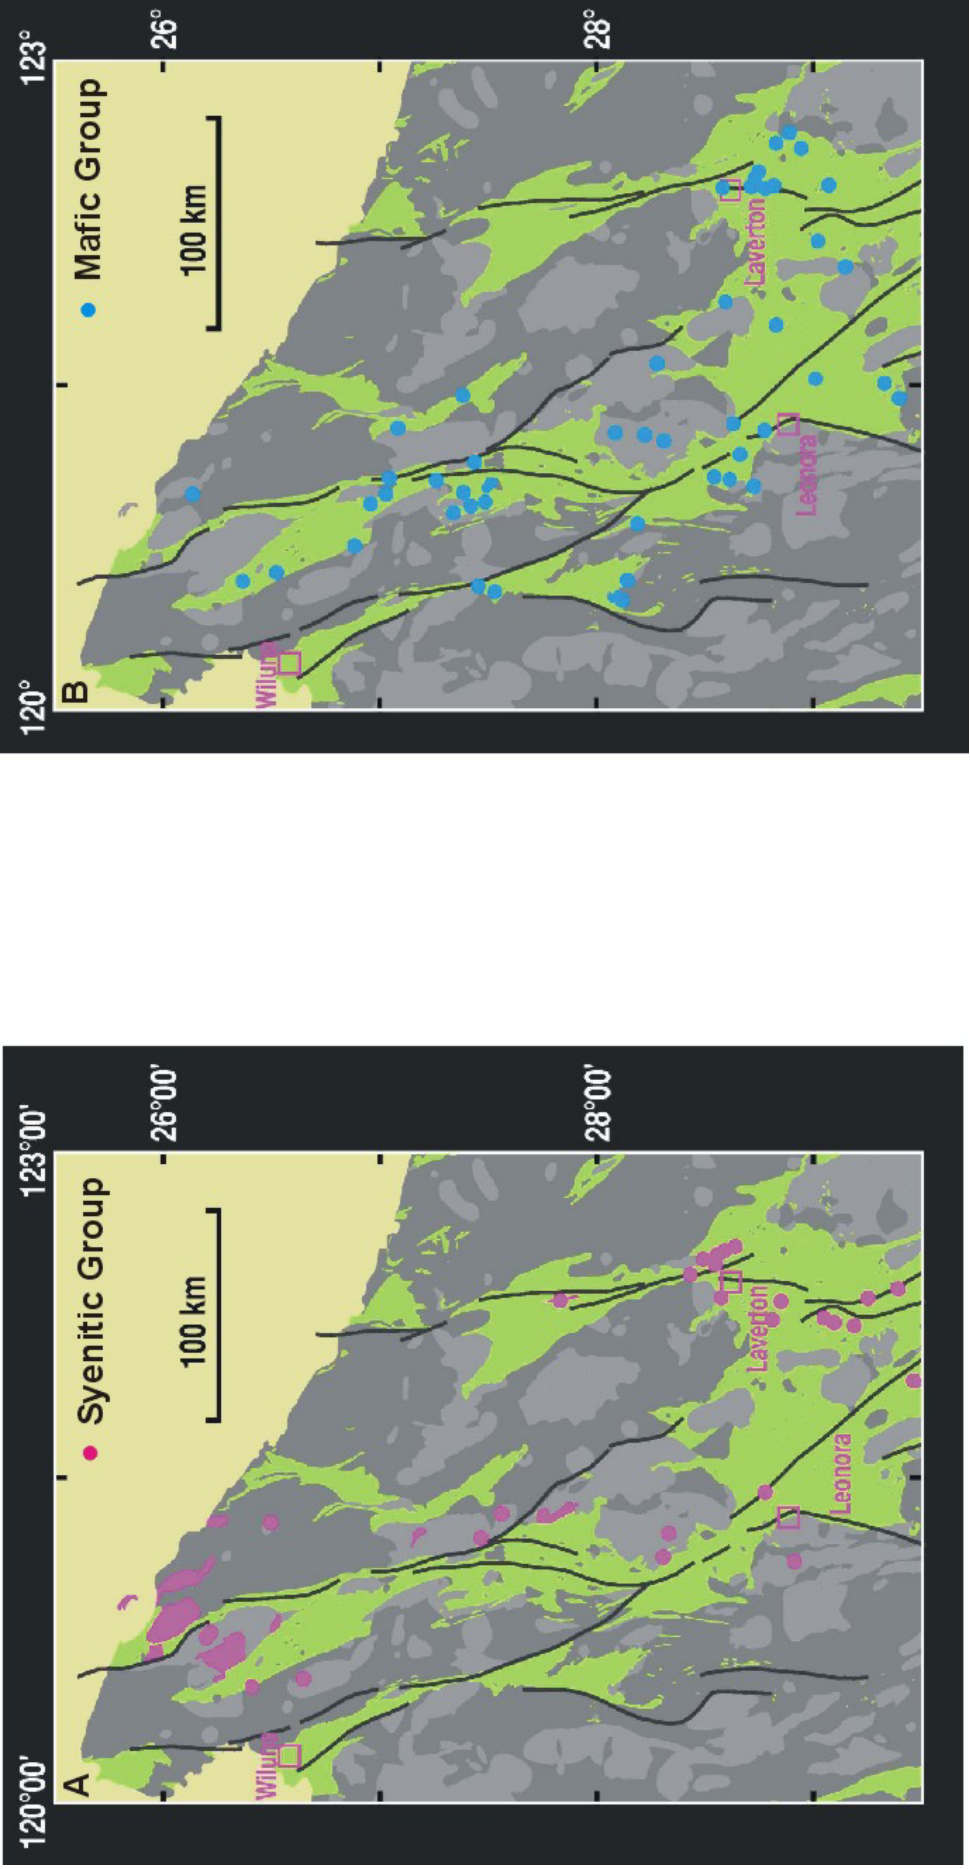 120°00'
123°00'
A
Syenitic Group
100 km
26°00'
Wiluna
28°00'
Laverton
Leonora
120°
123°
B
Mafic Group
100 km
26°
Wiluna
28°
Laverton
Leonora